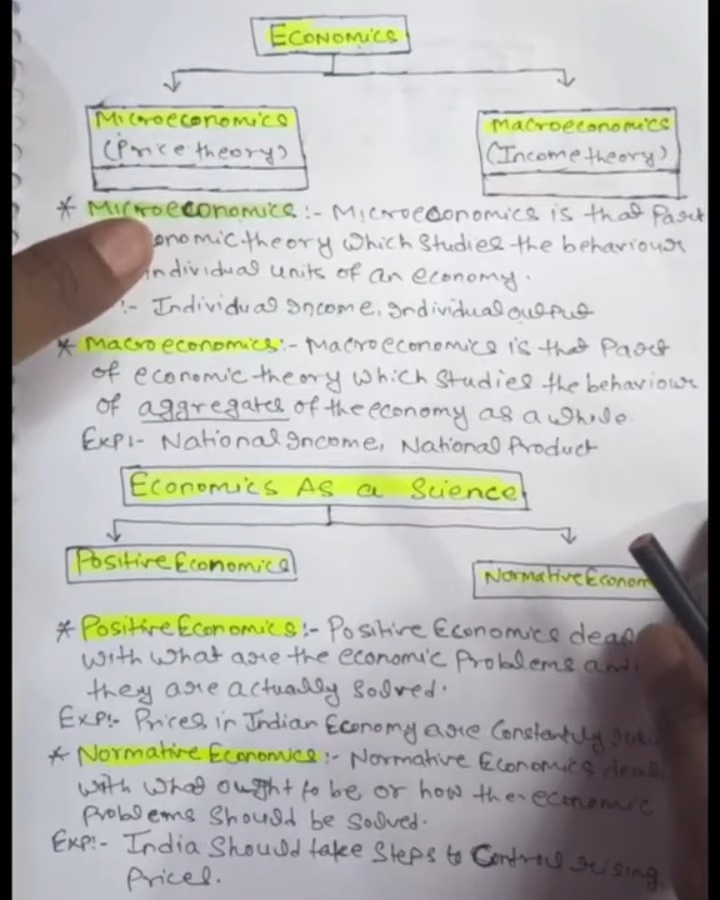 ECONOMICS
Microeconomics
(Price theory)
Macroeconomics
(Income theory)
* Microeconomics :- Microeconomics is that Part
onomic theory which studies the behaviour
ndividual units of an economy.
:- Individual Income, Individual output
* Macroeconomics :- Macroeconomics is that Part
of economic theory which studies the behaviour
of aggregates of the economy as a whole.
Exp:- National Income, National Product
Economics As a Science
Positive Economics
Normative Econom
* Positive Economics :- Positive Economics dea
with what are the economic Problems and
they are actually solved.
Exp:- Prices in Indian Economy are Constantly
* Normative Economics :- Normative Economics deal
with what ought to be or how the economic
Problems should be solved.
Exp:- India should take Steps to Control rising
Prices.